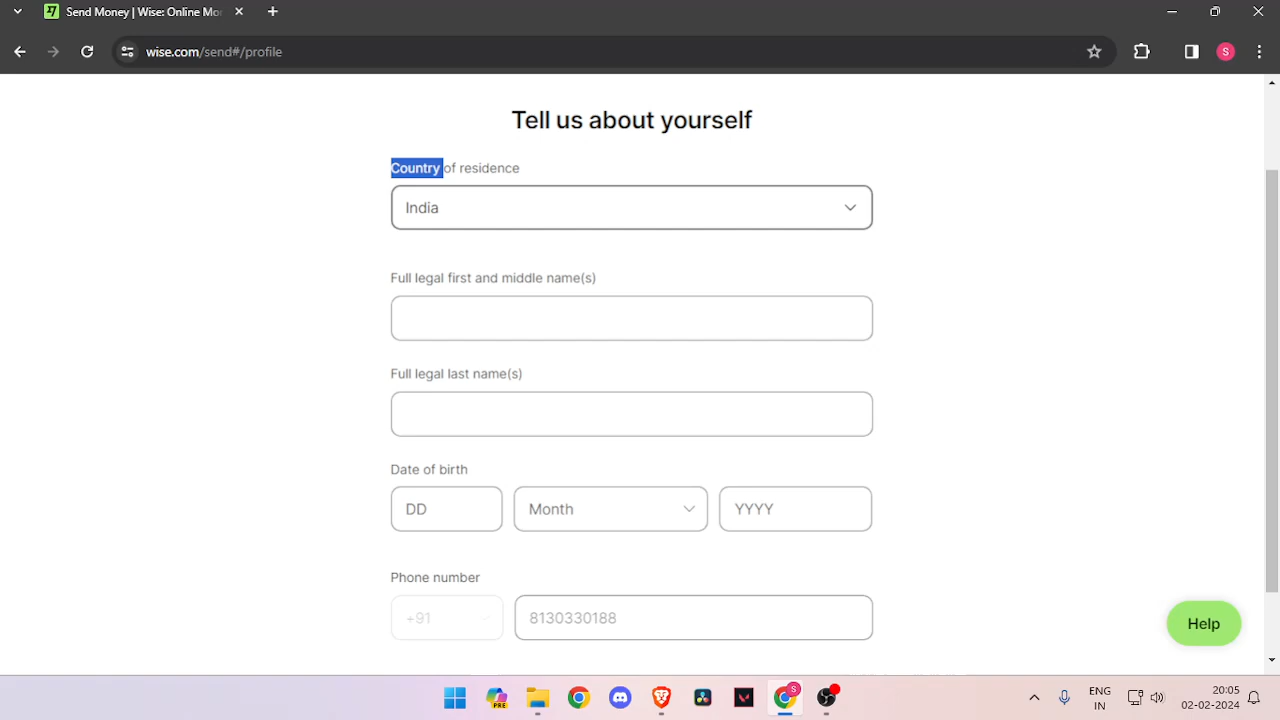 Send Money | Wise: Online Mo
wise.com/send#/profile
S
Tell us about yourself
Country of residence
India
Full legal first and middle name(s)
Full legal last name(s)
Date of birth
DD
Month
YYYY
Phone number
+91
8130330188
Help
PRE
S
ENG
IN
20:05
02-02-2024